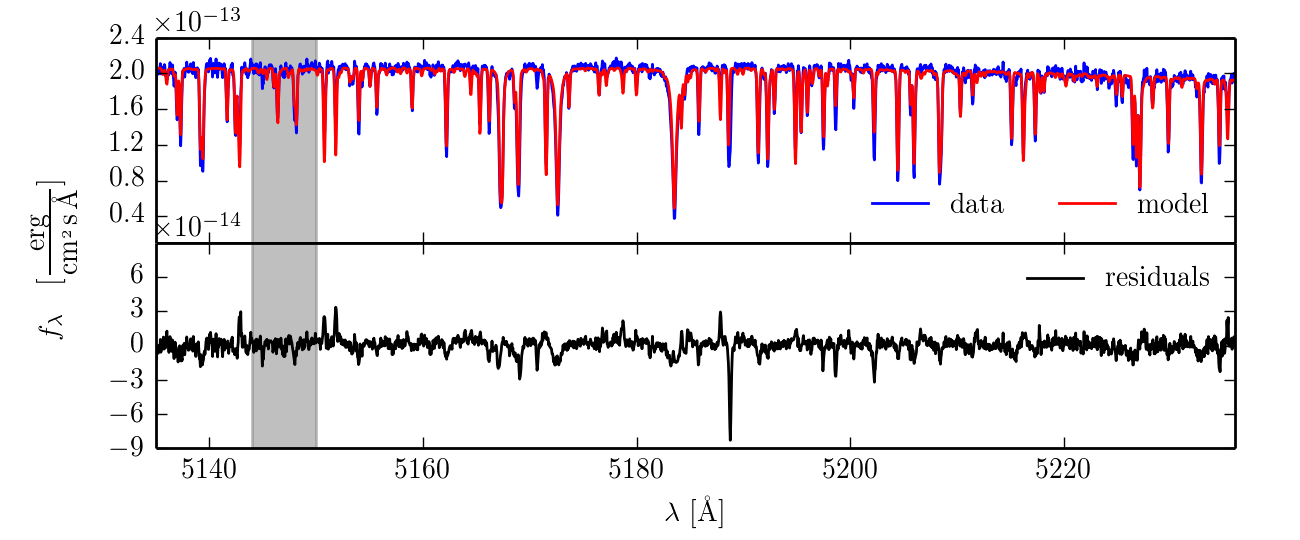 ×10⁻¹³
2.4
2.0
1.6
1.2
0.8
0.4
data
model
×10⁻¹⁴
residuals
6
3
0
−3
−6
−9
f_λ [erg/cm² s Å]
5140 5160 5180 5200 5220
λ [Å]